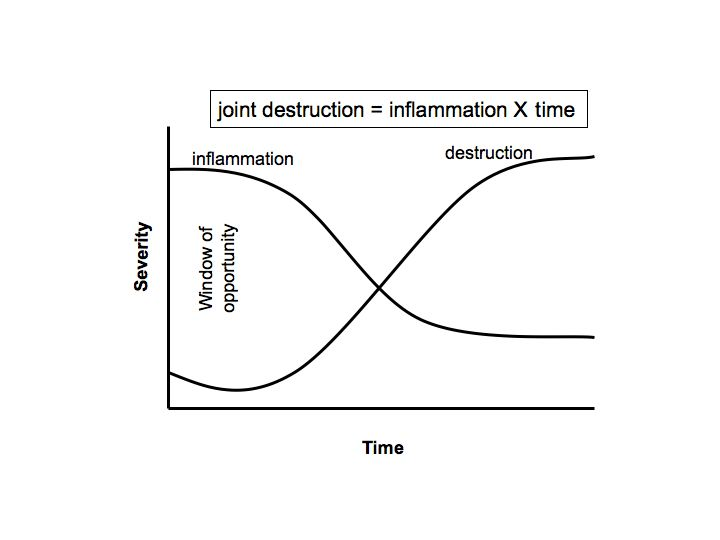 joint destruction = inflammation X time
inflammation
destruction
Severity
Window of
opportunity
Time